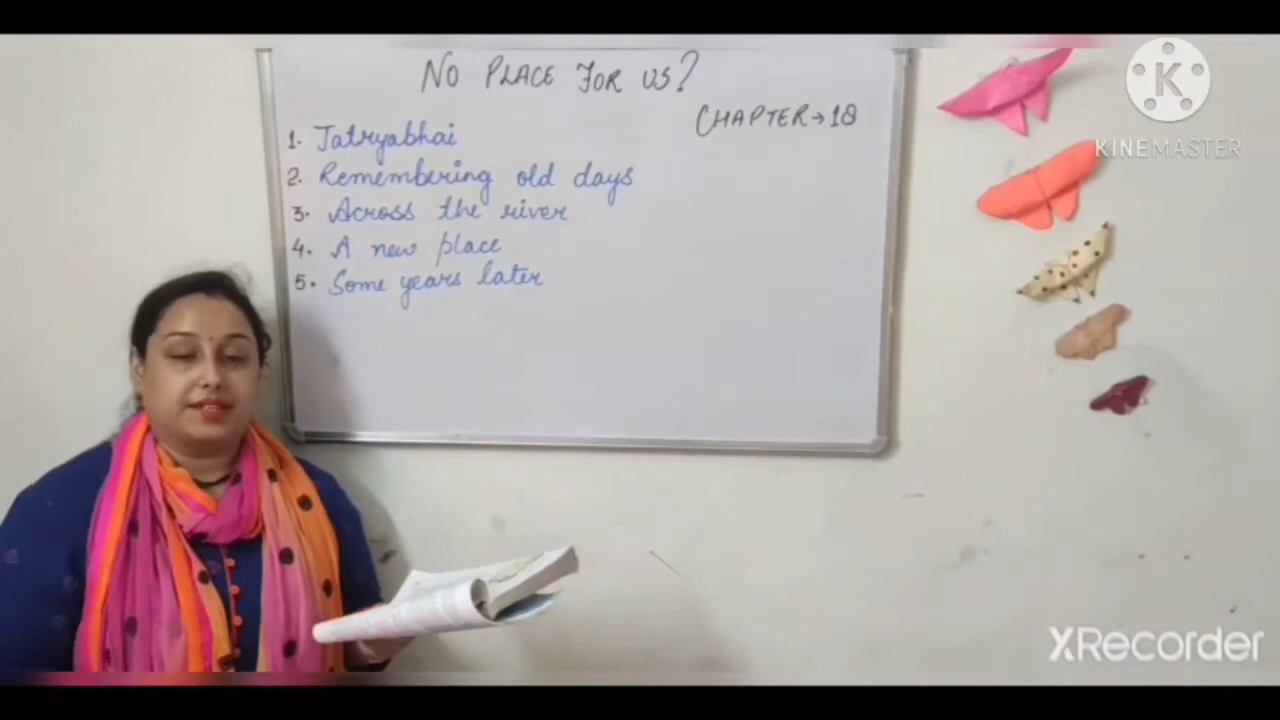 NO PLACE FOR US?
CHAPTER→18
1. Jatryabhai
2. Remembering old days
3. Across the river
4. A new place
5. Some years later
K
KINEMASTER
XRecorder